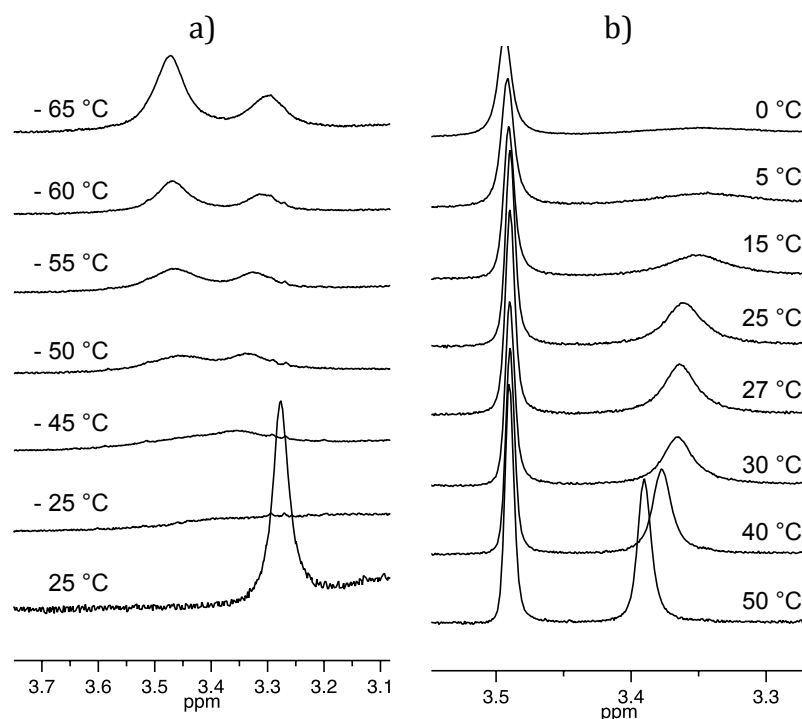 a)
- 65 °C
- 60 °C
- 55 °C
- 50 °C
- 45 °C
- 25 °C
25 °C
3.7 3.6 3.5 3.4 3.3 3.2 3.1
ppm
b)
0 °C
5 °C
15 °C
25 °C
27 °C
30 °C
40 °C
50 °C
3.5 3.4 3.3
ppm